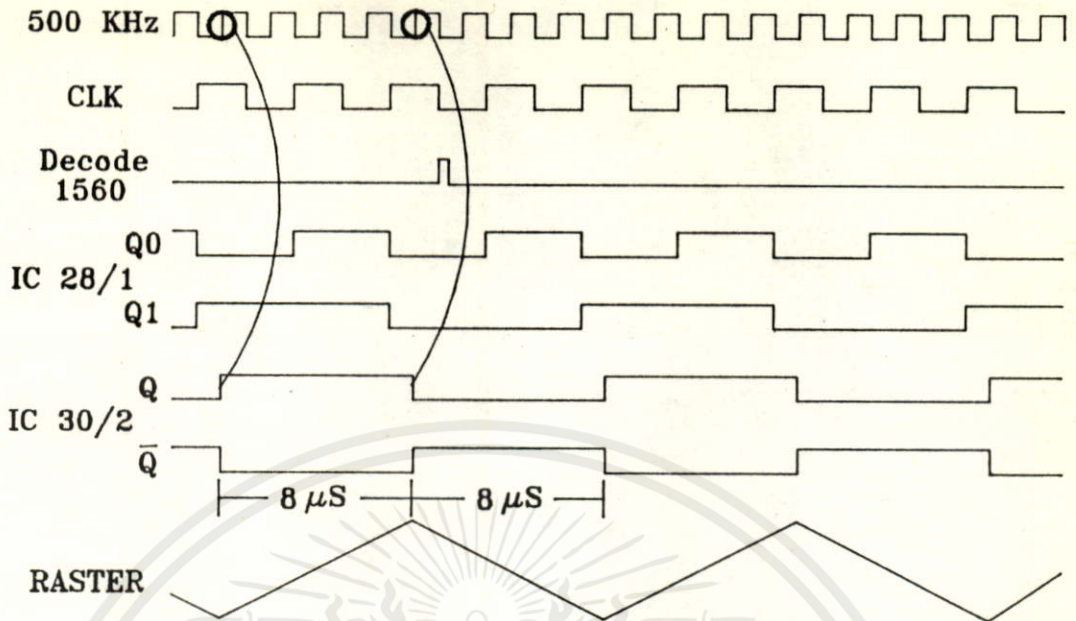 500 KHz
CLK
Decode
1560
Q0
IC 28/1
Q1
Q
IC 30/2
Q̄
8 μS 8 μS
RASTER